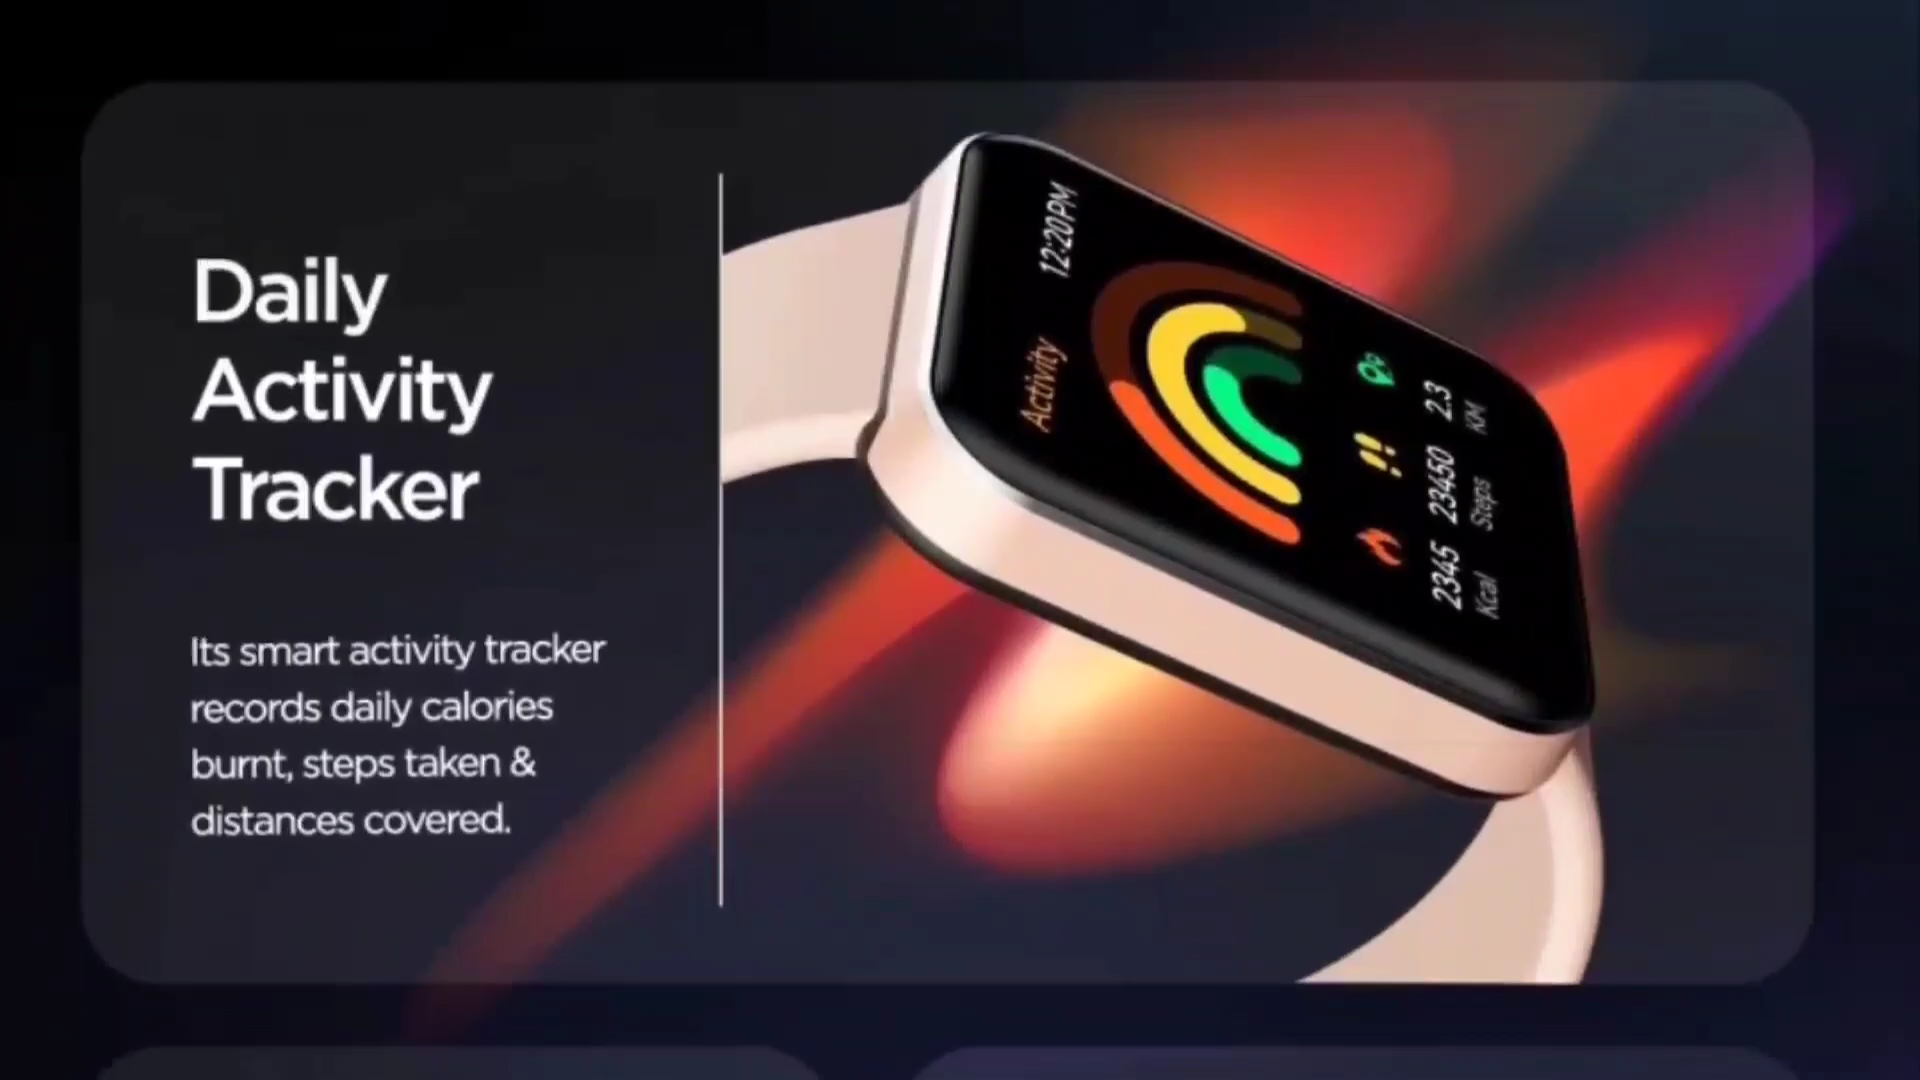 Daily
Activity
Tracker
Its smart activity tracker
records daily calories
burnt, steps taken &
distances covered.
Activity 12:20PM
2345 23450 2.3
Kcal Steps KM